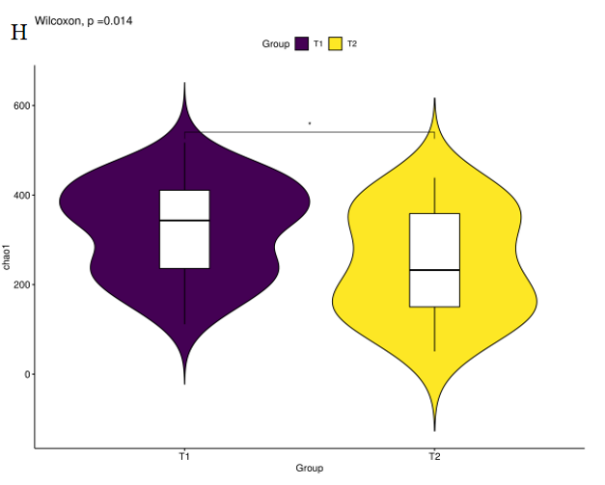 H
Wilcoxon, p =0.014
Group T1 T2
*
600
400
200
0
chao1
T1 T2
Group